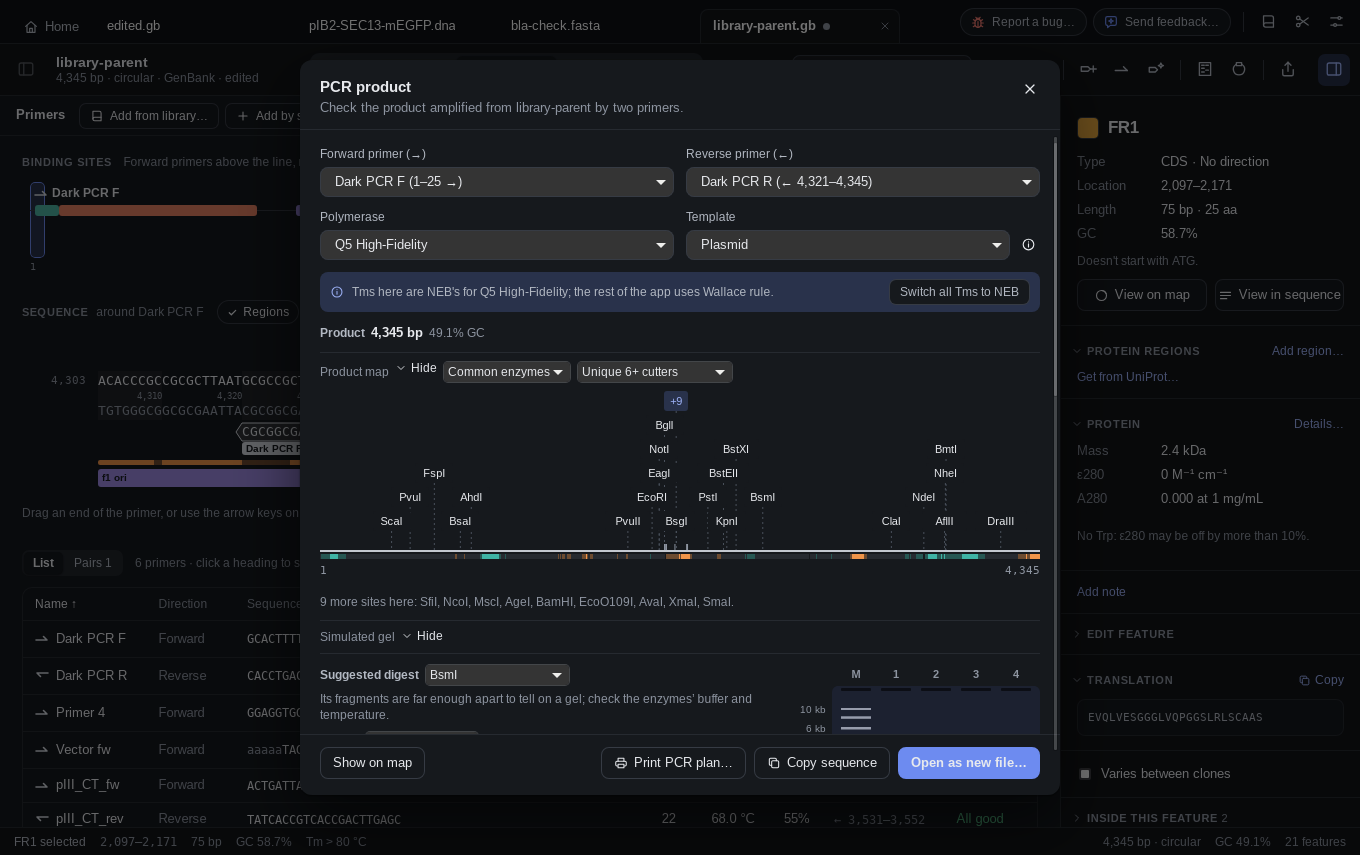 Home
edited.gb
pIB2-SEC13-mEGFP.dna
bla-check.fasta
library-parent.gb
Report a bug…
Send feedback…
library-parent
4,345 bp · circular · GenBank · edited
Primers
Add from library…
Add by s
BINDING SITES Forward primers above the line,
Dark PCR F
1
SEQUENCE around Dark PCR F
Regions
4,303 ACACCCGCCGCGCTTAATGCGCCGCT
4,310 4,320
TGTGGGCGGCGCGAATTACGCGGCGA
CGCGGCGA
Dark PCR F
f1 ori
Drag an end of the primer, or use the arrow keys on
List
Pairs 1
6 primers · click a heading to s
Name ↑ Direction Sequence
Dark PCR F Forward GCACTTTT
Dark PCR R Reverse CACCTGAC
Primer 4 Forward GGAGGTGG
Vector fw Forward aaaaaTAG
pIII_CT_fw Forward ACTGATTA
pIII_CT_rev Reverse TATCACCGTCACCGACTTGAGC 22 68.0 °C 55% ← 3,531–3,552 All good
PCR product
Check the product amplified from library-parent by two primers.
Forward primer (→)
Reverse primer (←)
Dark PCR F (1–25 →)
Dark PCR R (← 4,321–4,345)
Polymerase
Template
Q5 High-Fidelity
Plasmid
Tms here are NEB's for Q5 High-Fidelity; the rest of the app uses Wallace rule.
Switch all Tms to NEB
Product 4,345 bp 49.1% GC
Product map
Hide
Common enzymes
Unique 6+ cutters
+9
BglI
NotI BstXI BmtI
FspI EagI BstEII NheI
PvuI AhdI EcoRI PstI BsmI NdeI
ScaI BsaI PvuII BsgI KpnI ClaI AflII DraIII
1 4,345
9 more sites here: SfiI, NcoI, MscI, AgeI, BamHI, EcoO109I, AvaI, XmaI, SmaI.
Simulated gel
Hide
Suggested digest
BsmI
Its fragments are far enough apart to tell on a gel; check the enzymes' buffer and
temperature.
M 1 2 3 4
10 kb
6 kb
Show on map
Print PCR plan…
Copy sequence
Open as new file…
FR1
Type CDS · No direction
Location 2,097–2,171
Length 75 bp · 25 aa
GC 58.7%
Doesn't start with ATG.
View on map
View in sequence
PROTEIN REGIONS
Add region…
Get from UniProt…
PROTEIN
Details…
Mass 2.4 kDa
ε280 0 M⁻¹ cm⁻¹
A280 0.000 at 1 mg/mL
No Trp: ε280 may be off by more than 10%.
Add note
EDIT FEATURE
TRANSLATION
Copy
EVQLVESGGGLVQPGGSLRLSCAAS
Varies between clones
INSIDE THIS FEATURE 2
FR1 selected 2,097–2,171 75 bp GC 58.7% Tm > 80 °C
4,345 bp · circular GC 49.1% 21 features